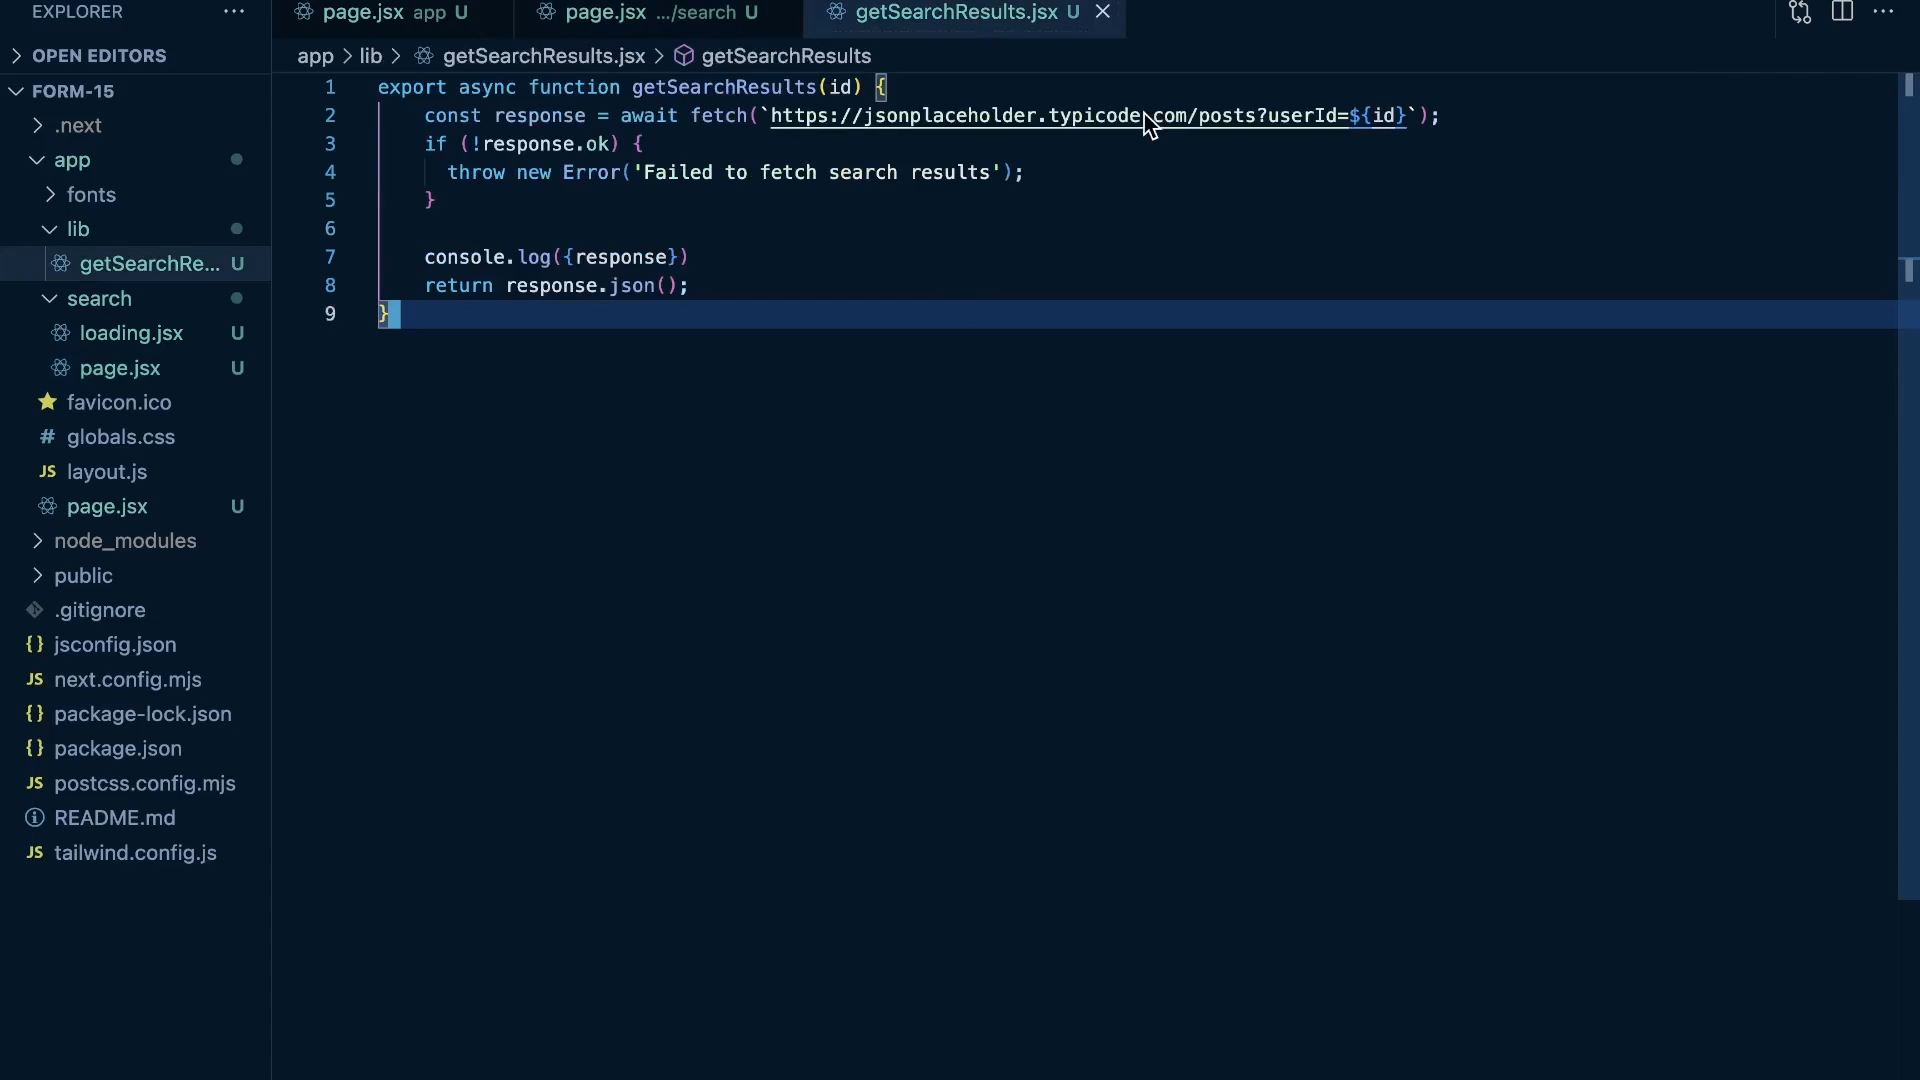 EXPLORER ...
page.jsx app U
page.jsx .../search U
getSearchResults.jsx U
OPEN EDITORS
app > lib > getSearchResults.jsx > getSearchResults
FORM-15
.next
app
fonts
lib
getSearchRe... U
search
loading.jsx U
page.jsx U
favicon.ico
# globals.css
JS layout.js
page.jsx U
node_modules
public
.gitignore
{} jsconfig.json
JS next.config.mjs
{} package-lock.json
{} package.json
JS postcss.config.mjs
README.md
JS tailwind.config.js
1 export async function getSearchResults(id) {
2 const response = await fetch(`https://jsonplaceholder.typicode.com/posts?userId=${id}`);
3 if (!response.ok) {
4 throw new Error('Failed to fetch search results');
5 }
6
7 console.log({response})
8 return response.json();
9 }